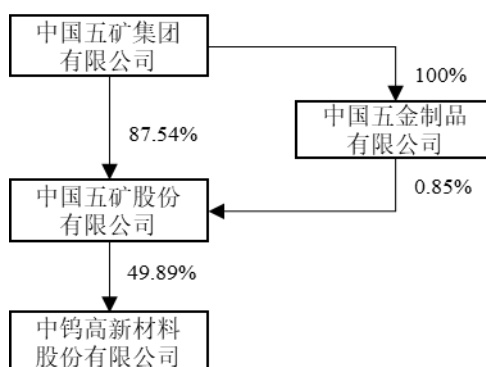 中国五矿集团
有限公司
100%
中国五金制品
有限公司
87.54%
0.85%
中国五矿股份
有限公司
49.89%
中钨高新材料
股份有限公司